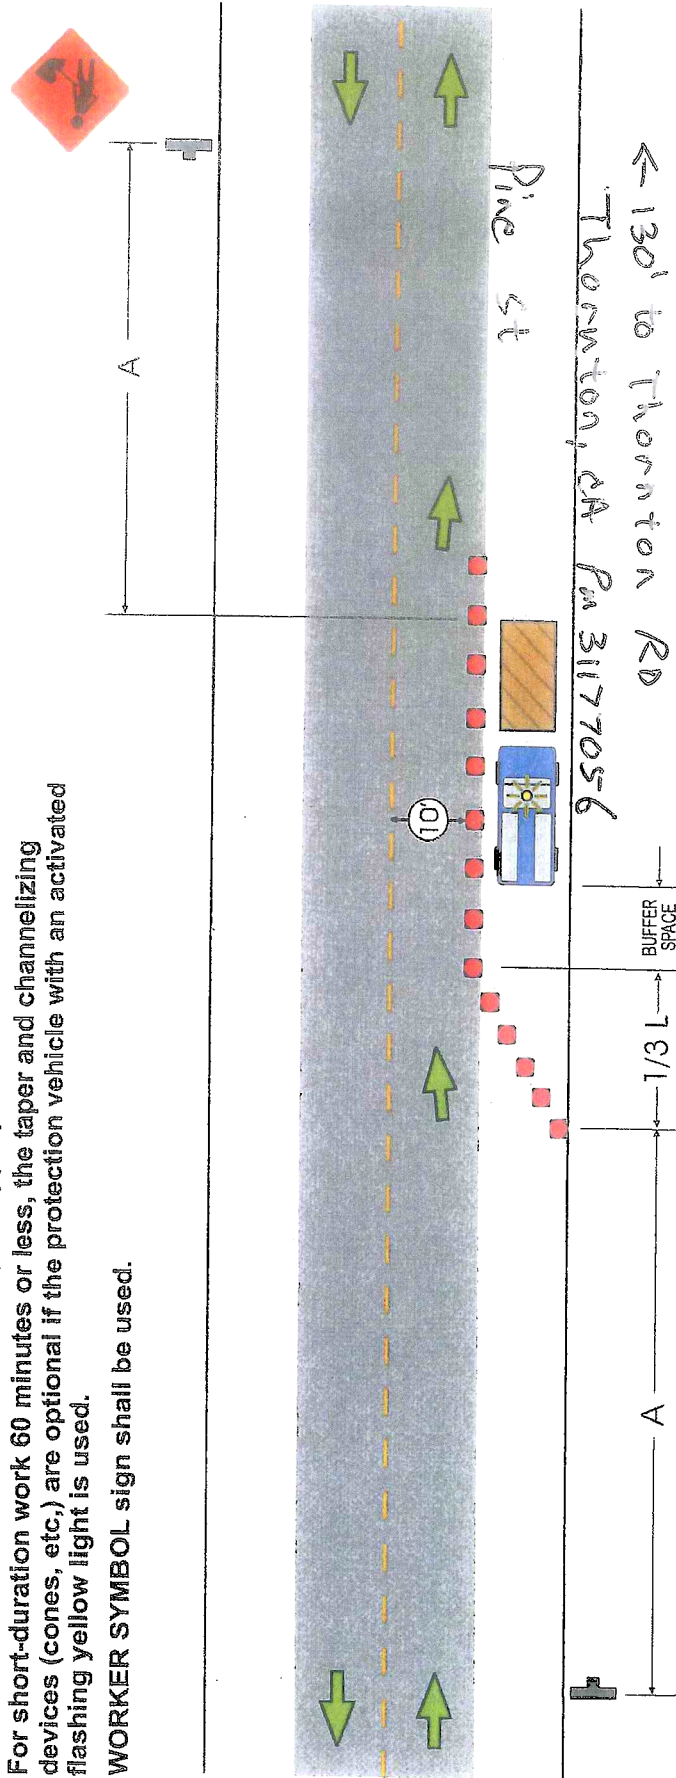 For short-duration work 60 minutes or less, the taper and channelizing
devices (cones, etc,) are optional if the protection vehicle with an activated
flashing yellow light is used.
WORKER SYMBOL sign shall be used.
A
← 130' to Thornton RD
Thornton, CA Pm 31177056
Pine St
10'
BUFFER
SPACE
1/3 L
A